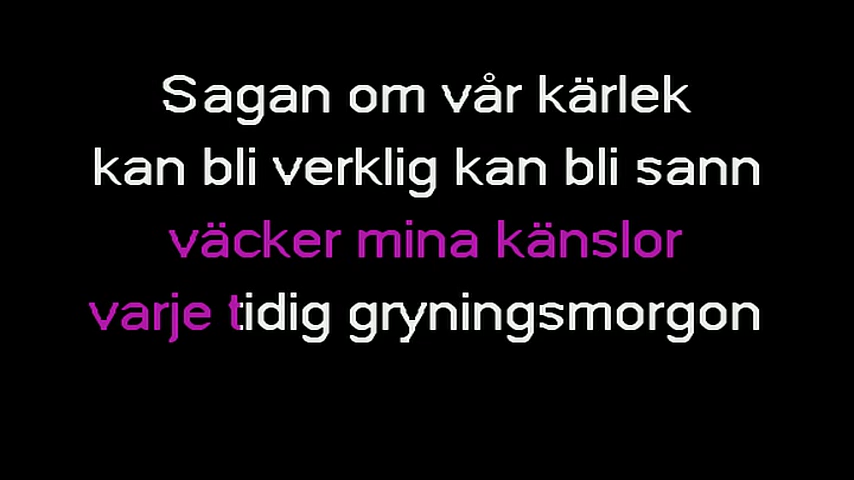 Sagan om vår kärlek
kan bli verklig kan bli sann
väcker mina känslor
varje tidig gryningsmorgon